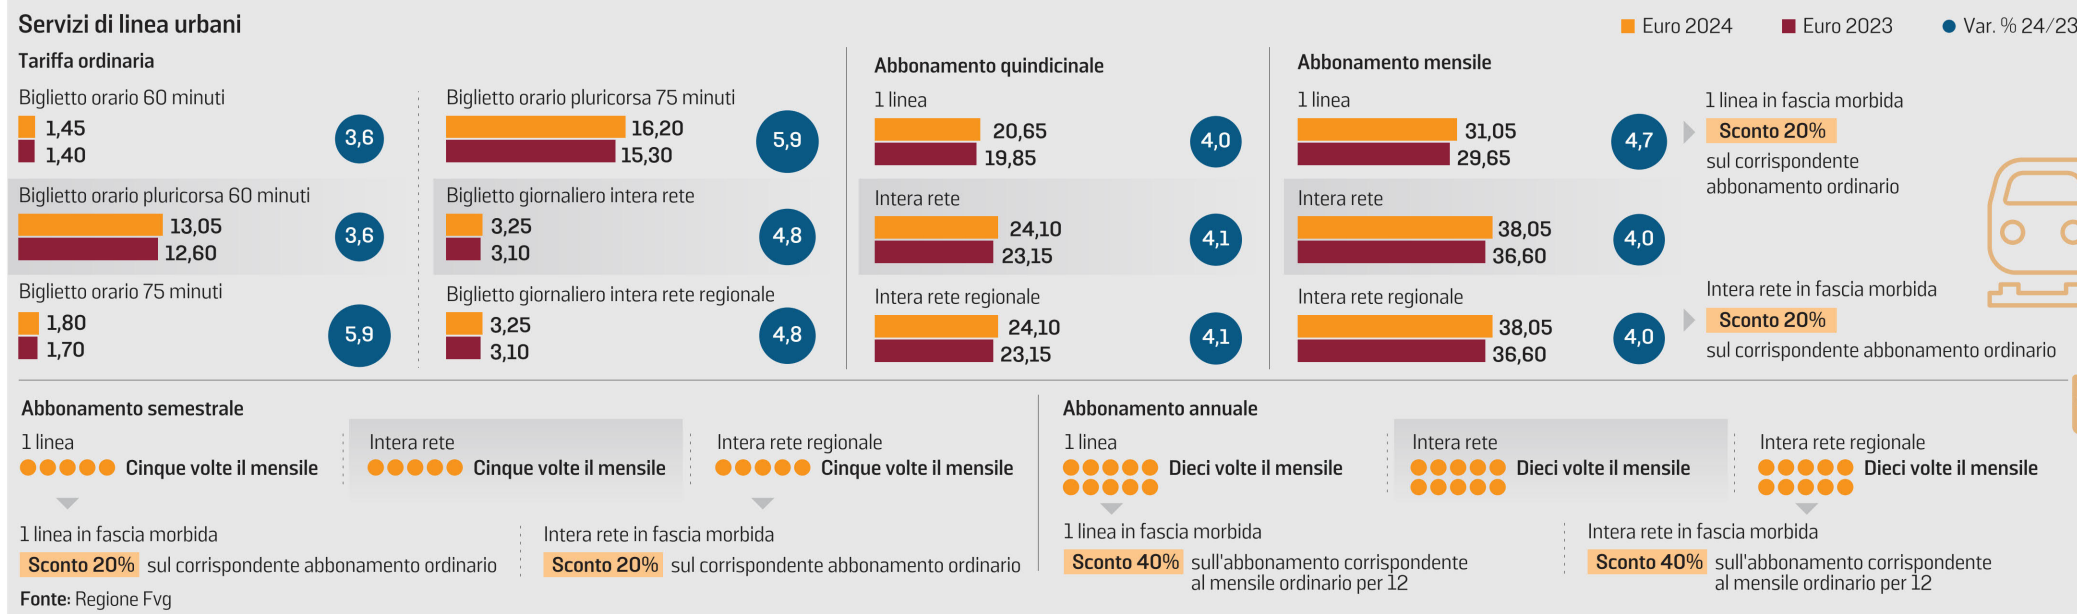 Servizi di linea urbani
Euro 2024
Euro 2023
Var. % 24/23
Tariffa ordinaria
Biglietto orario 60 minuti
1,45
1,40
3,6
Biglietto orario pluricorsa 60 minuti
13,05
12,60
3,6
Biglietto orario 75 minuti
1,80
1,70
5,9
Biglietto orario pluricorsa 75 minuti
16,20
15,30
5,9
Biglietto giornaliero intera rete
3,25
3,10
4,8
Biglietto giornaliero intera rete regionale
3,25
3,10
4,8
Abbonamento quindicinale
1 linea
20,65
19,85
4,0
Intera rete
24,10
23,15
4,1
Intera rete regionale
24,10
23,15
4,1
Abbonamento mensile
1 linea
31,05
29,65
4,7
Intera rete
38,05
36,60
4,0
Intera rete regionale
38,05
36,60
4,0
1 linea in fascia morbida
Sconto 20%
sul corrispondente
abbonamento ordinario
Intera rete in fascia morbida
Sconto 20%
sul corrispondente abbonamento ordinario
Abbonamento semestrale
1 linea
Cinque volte il mensile
Intera rete
Cinque volte il mensile
Intera rete regionale
Cinque volte il mensile
1 linea in fascia morbida
Sconto 20% sul corrispondente abbonamento ordinario
Intera rete in fascia morbida
Sconto 20% sul corrispondente abbonamento ordinario
Abbonamento annuale
1 linea
Dieci volte il mensile
Intera rete
Dieci volte il mensile
Intera rete regionale
Dieci volte il mensile
1 linea in fascia morbida
Sconto 40% sull'abbonamento corrispondente
al mensile ordinario per 12
Intera rete in fascia morbida
Sconto 40% sull'abbonamento corrispondente
al mensile ordinario per 12
Fonte: Regione Fvg